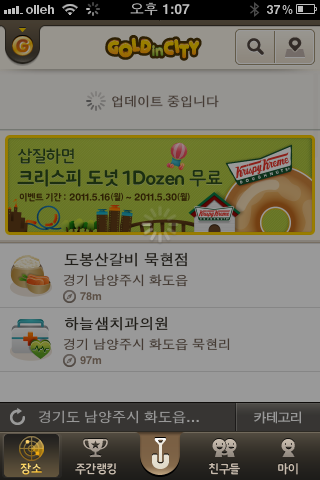 olleh 오후 1:07 37%
G GOLD in CITY
업데이트 중입니다
삽질하면
크리스피 도넛 1Dozen 무료
이벤트 기간 : 2011.5.16(월) ~ 2011.5.30(월)
Krispy Kreme
DOUGHNUTS
Krispy Kreme
도봉산갈비 묵현점
경기 남양주시 화도읍
78m
하늘샘치과의원
경기 남양주시 화도읍 묵현리
97m
경기도 남양주시 화도읍... 카테고리
장소 주간랭킹 친구들 마이